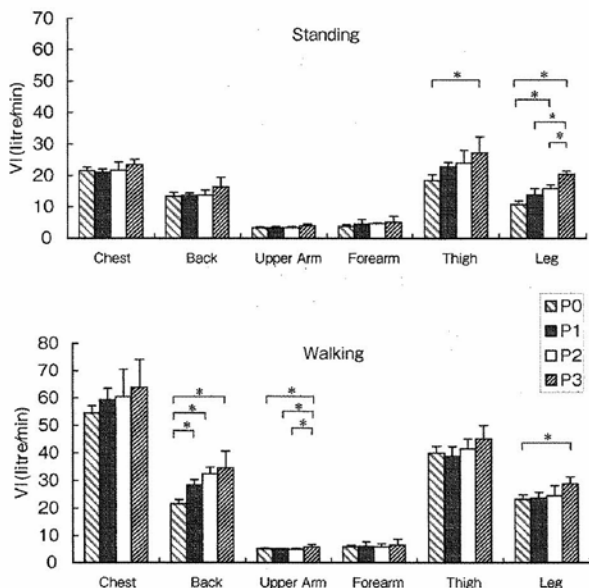 70
Standing
60
*
*
50
*
40
*
*
30
20
10
0
VI (litre/min)
Chest Back Upper Arm Forearm Thigh Leg
P0
P1
P2
P3
80
Walking
70
*
*
60
*
*
*
50
*
*
40
30
20
10
0
VI (litre/min)
Chest Back Upper Arm Forearm Thigh Leg